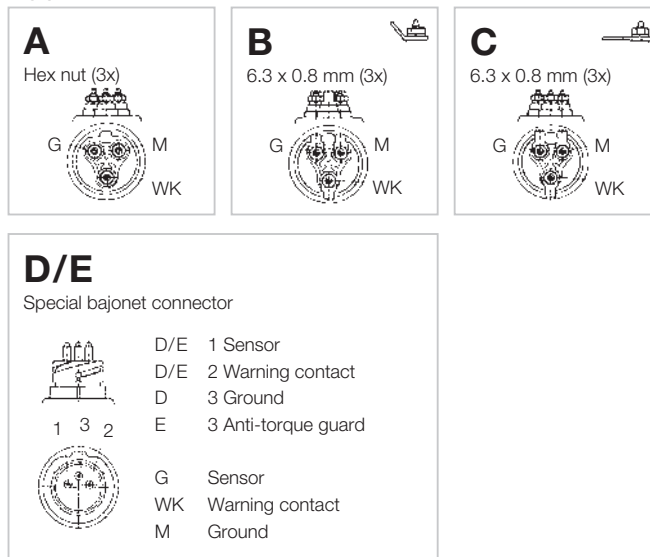 A
Hex nut (3x)
G M
WK
B
6.3 x 0.8 mm (3x)
G M
WK
C
6.3 x 0.8 mm (3x)
G M
WK
D/E
Special bajonet connector
D/E 1 Sensor
D/E 2 Warning contact
D 3 Ground
E 3 Anti-torque guard
1 3 2
G Sensor
WK Warning contact
M Ground